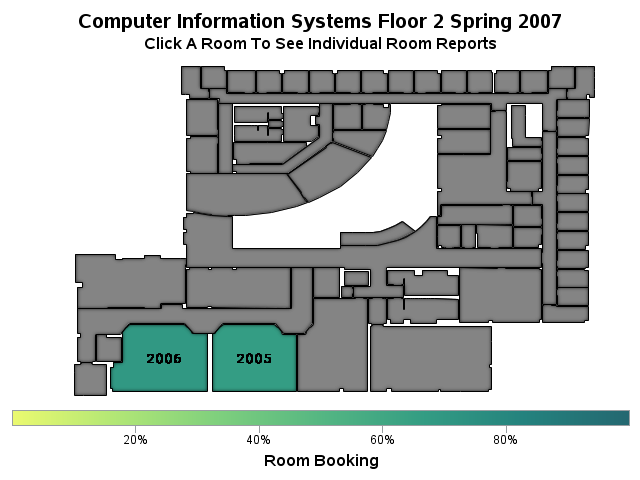 Computer Information Systems Floor 2 Spring 2007
Click A Room To See Individual Room Reports
2006 2005
20% 40% 60% 80%
Room Booking